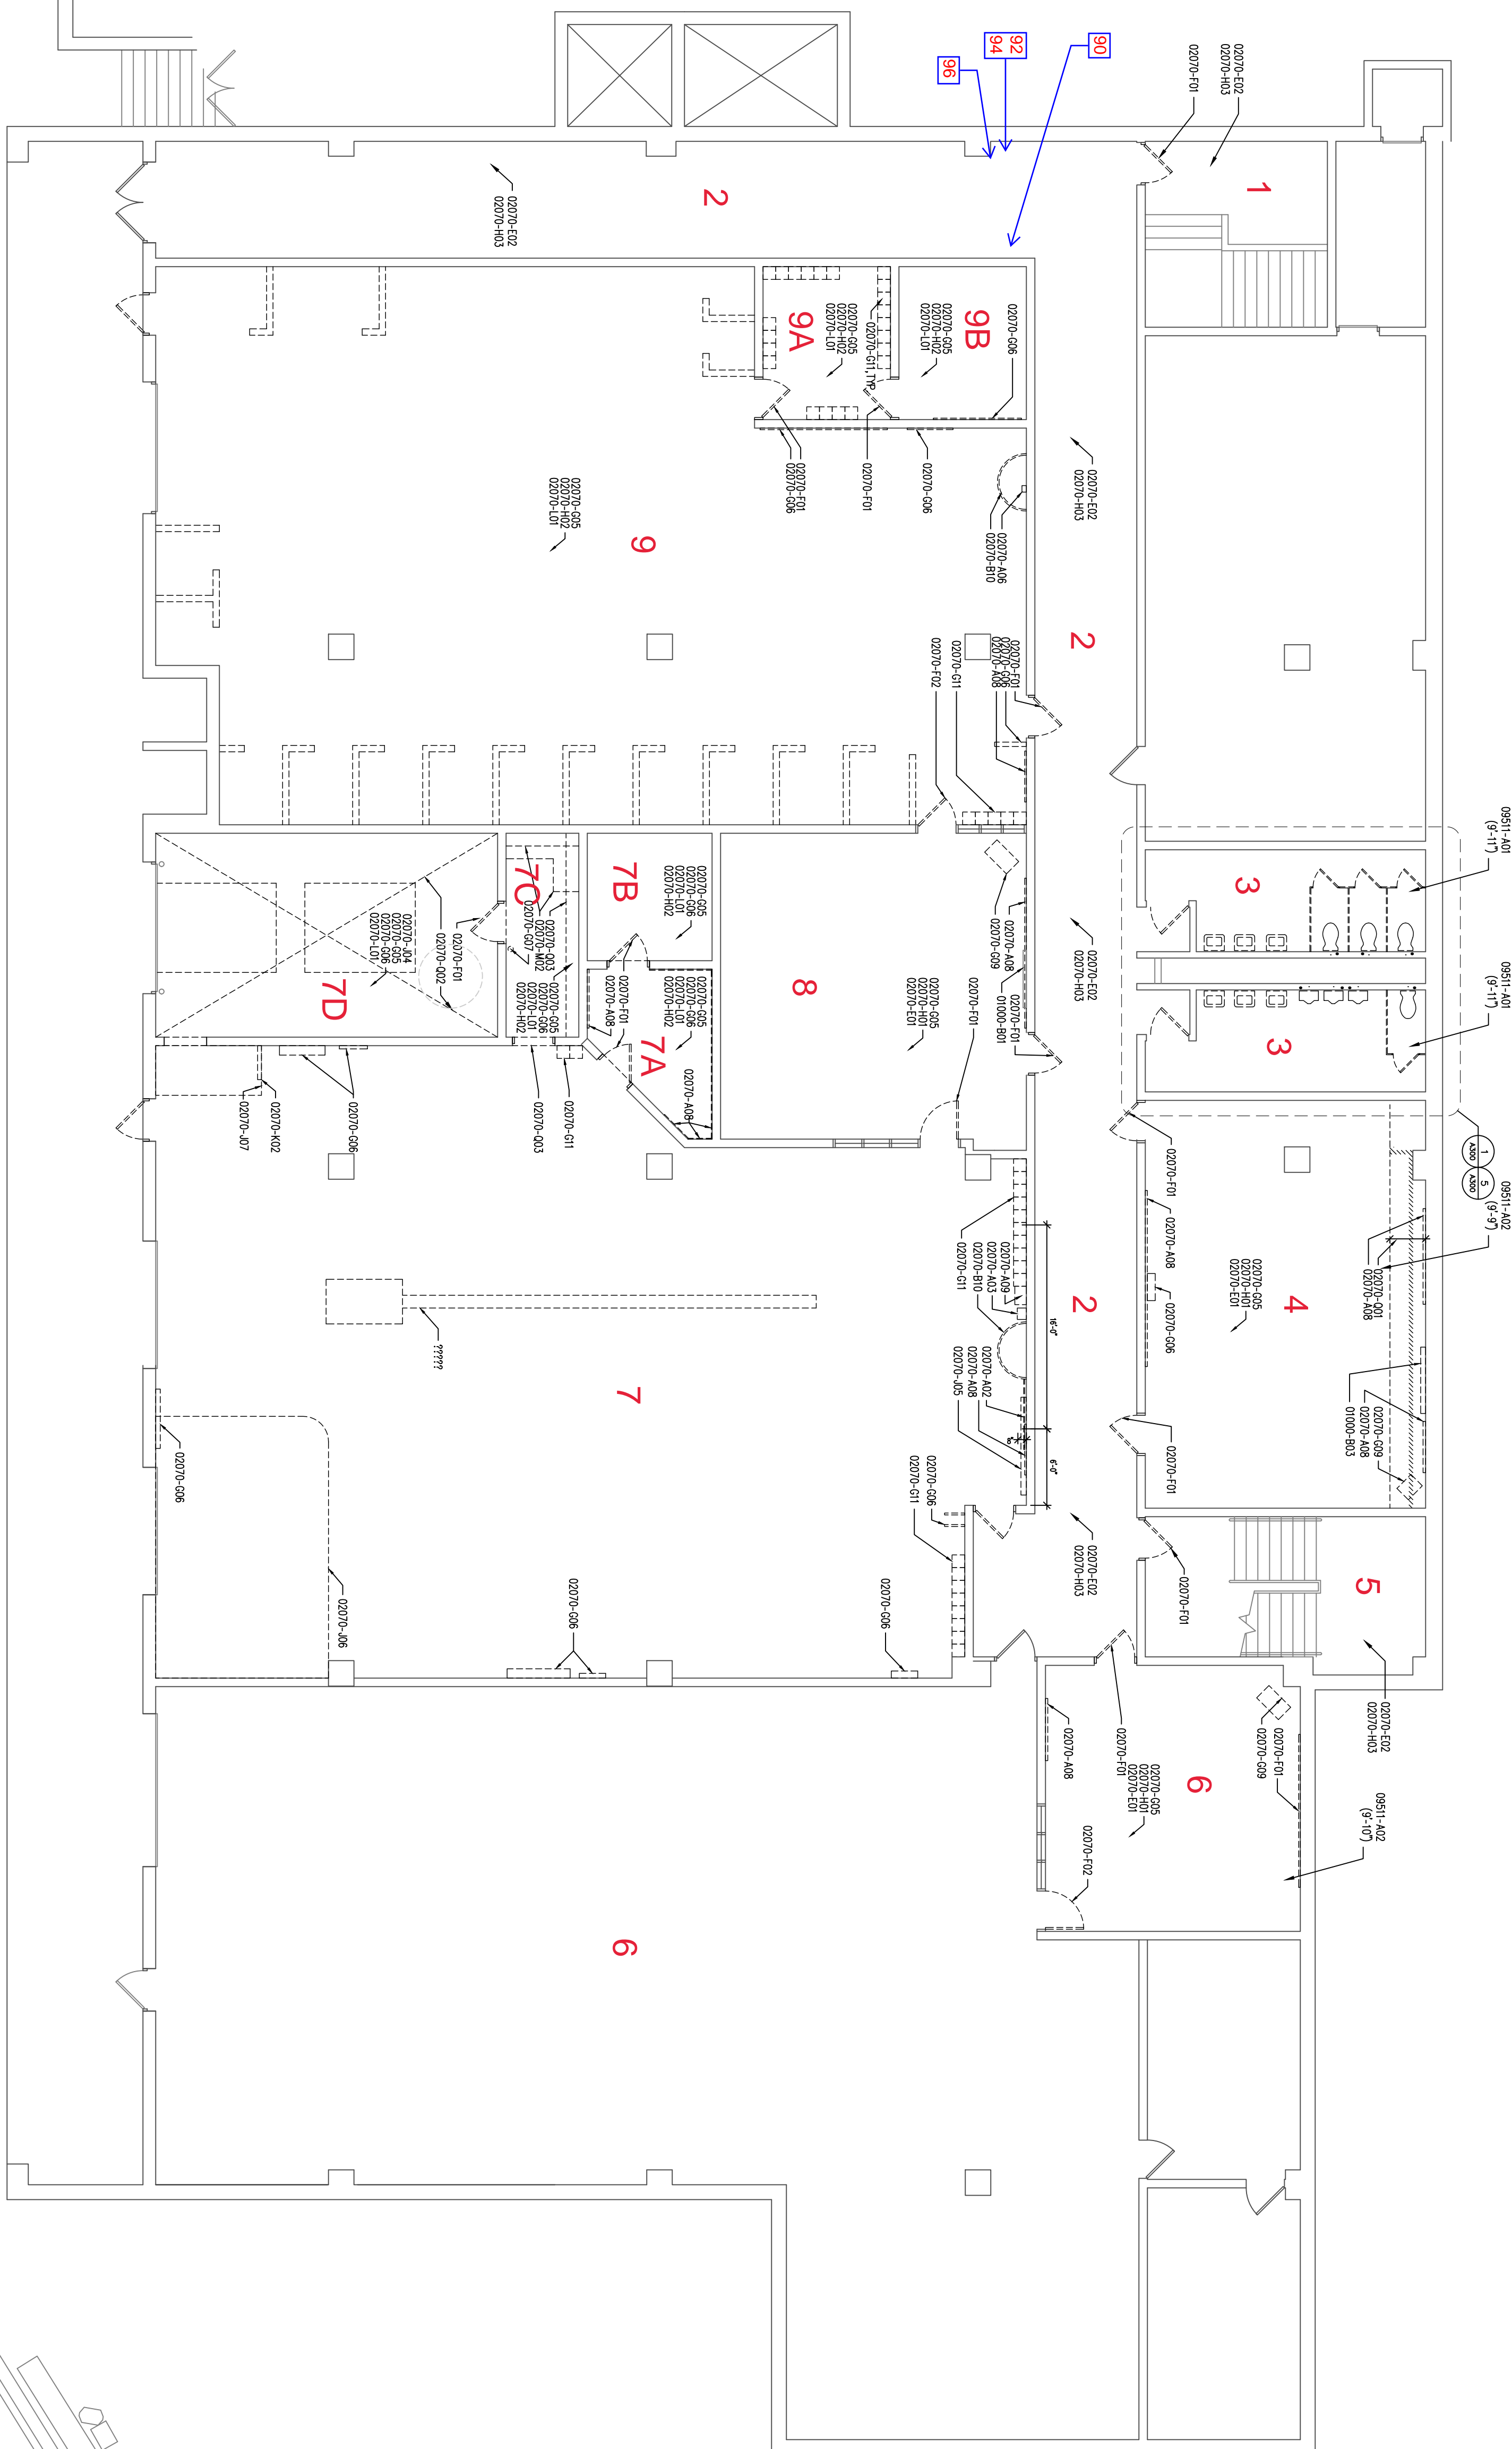 90
92
94
96
02070-E02
02070-H03
02070-F01
1
02070-E02
02070-H03
2
9B
02070-G06
02070-G05
02070-H02
02070-L01
9A
02070-G11,TYP
02070-G05
02070-H02
02070-L01
02070-F01
02070-G06
02070-F01
02070-G06
02070-E02
02070-H03
02070-G05
02070-H02
02070-L01
9
02070-A06
02070-B10
2
02070-F01
02070-G06
02070-A08
02070-G11
02070-F02
09511-A01
(9'-11")
3
09511-A01
(9'-11")
3
1
A300
5
A300
09511-A02
(9'-9")
7C
7B
02070-G05
02070-G06
02070-L01
02070-H02
02070-A08
02070-G09
02070-E02
02070-H03
02070-F01
01000-B01
02070-F01
8
02070-G05
02070-H01
02070-E01
02070-Q03
02070-M02
02070-G07
02070-J04
02070-G05
02070-G06
02070-L01
02070-Q02
02070-F01
7D
02070-G05
02070-G06
02070-L01
02070-H02
02070-F01
02070-A08
02070-G05
02070-G06
02070-L01
02070-H02
7A
02070-A08
02070-G11
02070-Q03
02070-G06
02070-K02
02070-J07
02070-F01
02070-A08
02070-G06
02070-G05
02070-H01
02070-E01
4
02070-Q01
02070-A08
02070-G09
02070-A08
01000-B03
02070-F01
2
16'-0"
6'-0"
8"
02070-A09
02070-A03
02070-B10
02070-G11
02070-A02
02070-A08
02070-J05
?????
7
02070-G06
02070-G11
02070-G06
02070-E02
02070-H03
02070-F01
5
02070-E02
02070-H03
02070-J06
02070-G06
02070-G06
02070-A08
02070-F01
02070-G05
02070-H01
02070-E01
6
02070-F01
02070-G09
09511-A02
(9'-10")
02070-F02
6